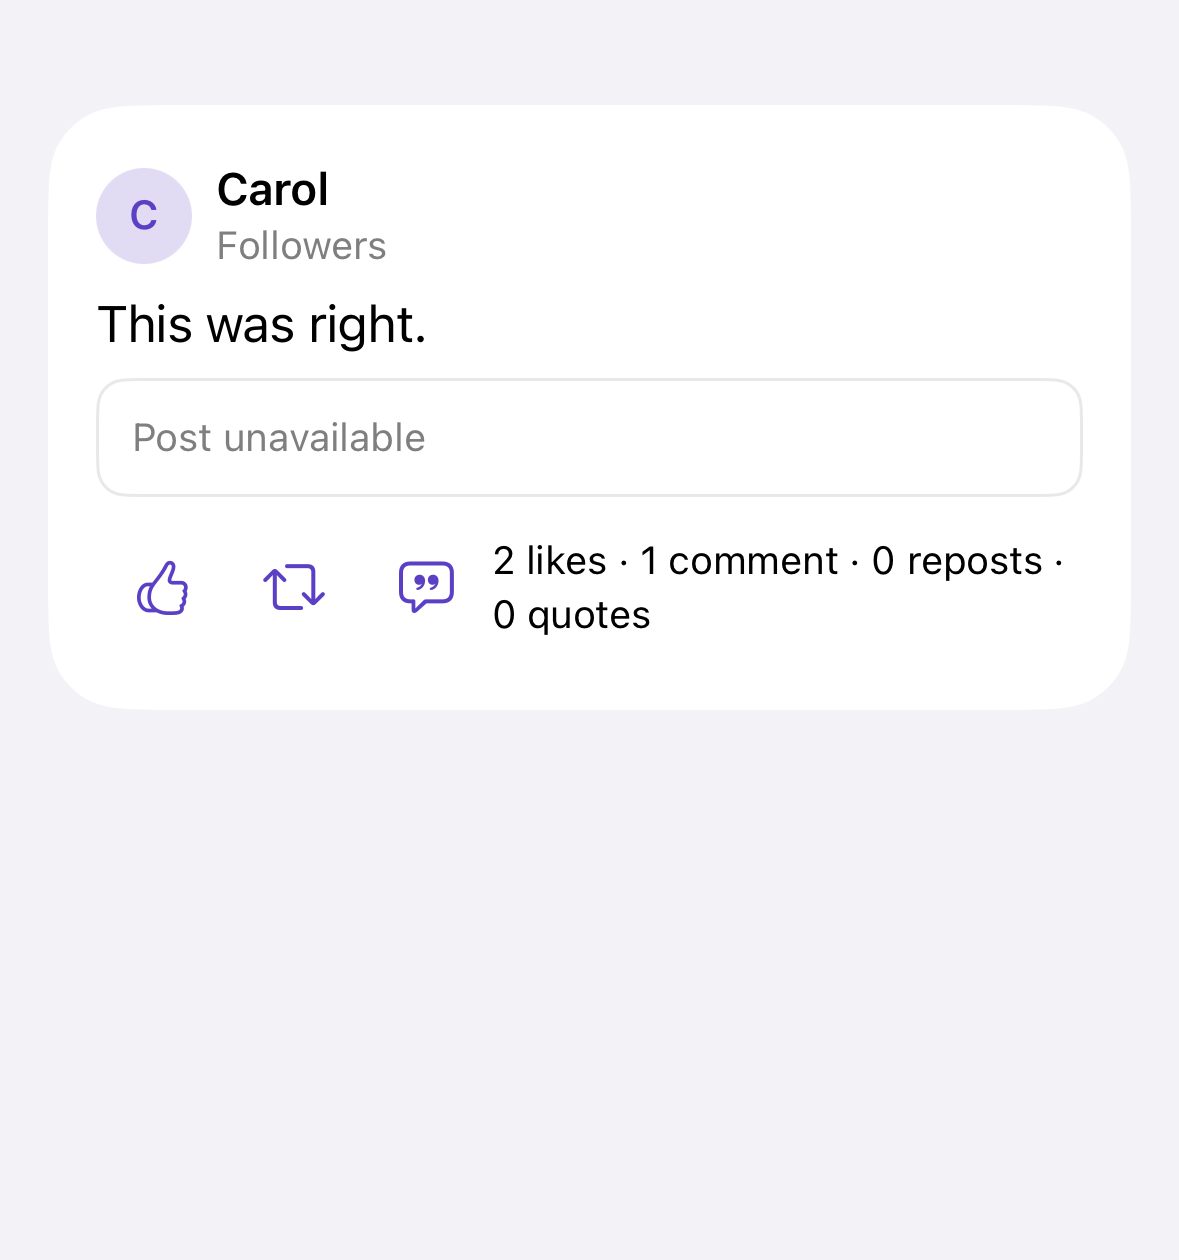 C
Carol
Followers
This was right.
Post unavailable
2 likes · 1 comment · 0 reposts ·
0 quotes